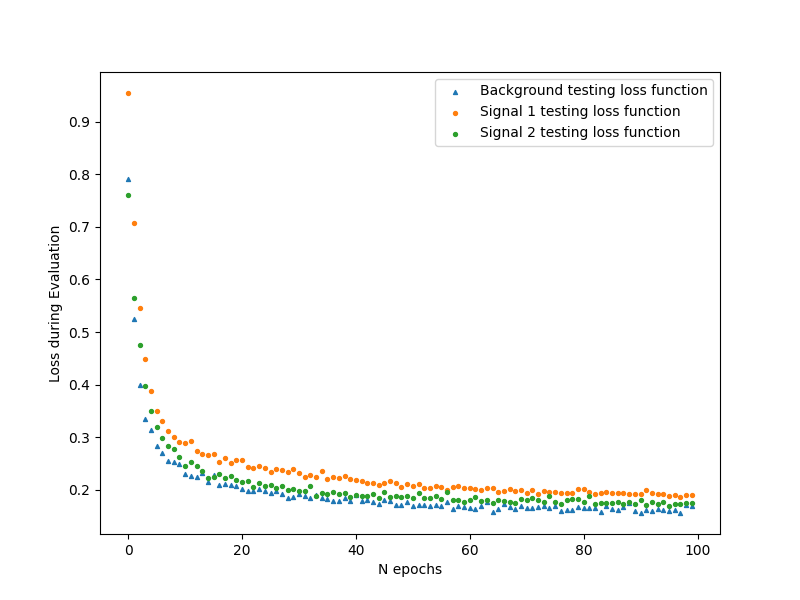 Background testing loss function
Signal 1 testing loss function
Signal 2 testing loss function
0.9
0.8
0.7
0.6
0.5
0.4
0.3
0.2
Loss during Evaluation
0 20 40 60 80 100
N epochs